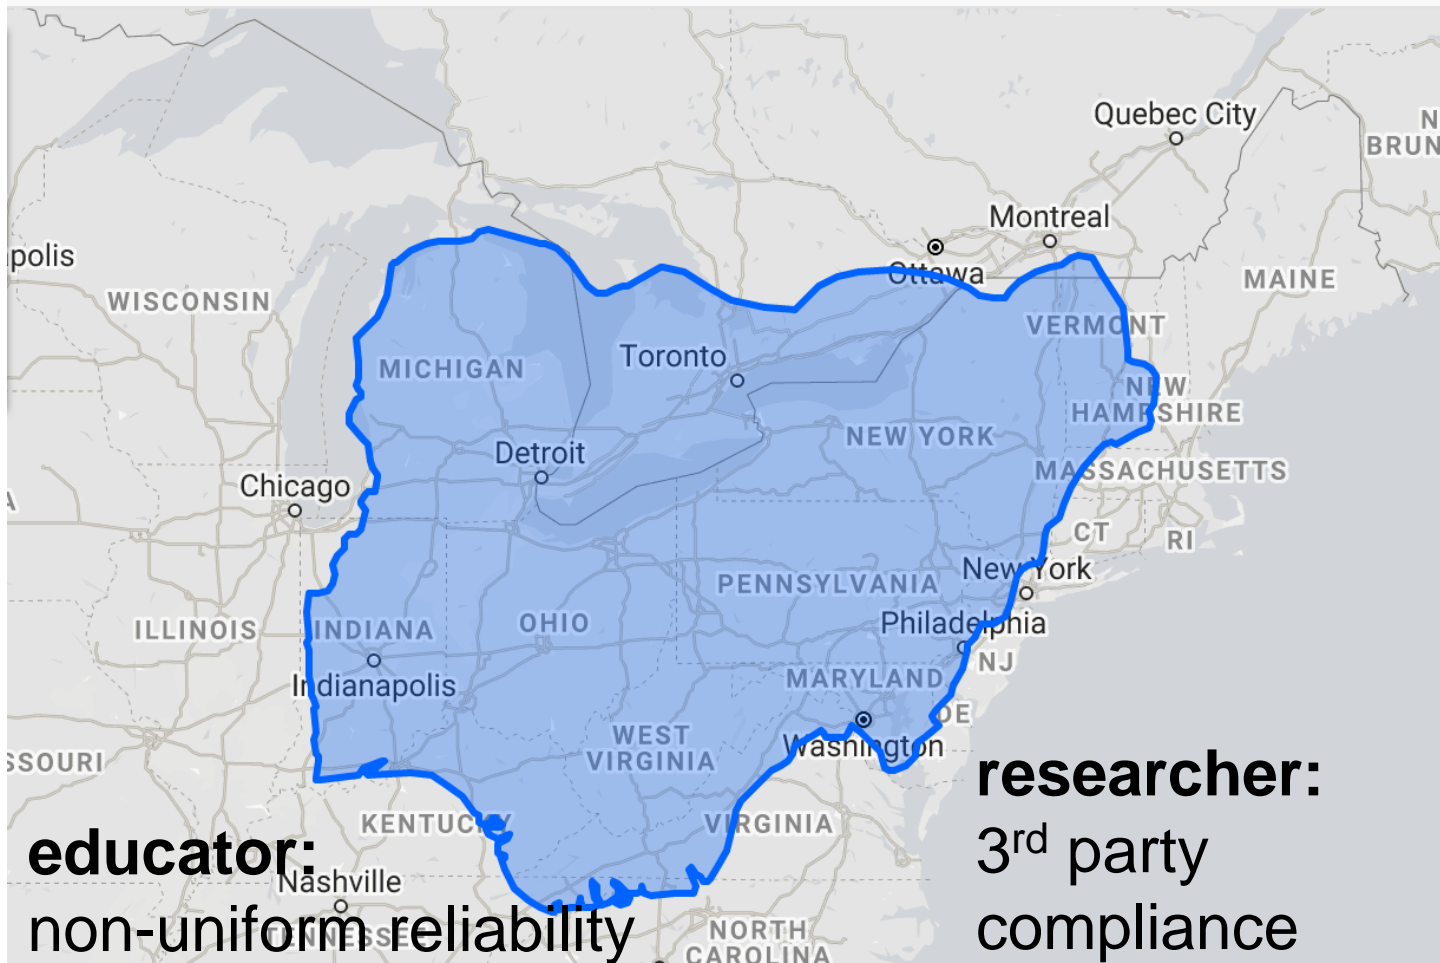 Quebec City
N
BRUN
Montreal
polis
Ottawa
MAINE
WISCONSIN
VERMONT
Toronto
MICHIGAN
NEW
HAMPSHIRE
NEW YORK
Detroit
MASSACHUSETTS
Chicago
A
CT
RI
New York
PENNSYLVANIA
OHIO
Philadelphia
ILLINOIS
INDIANA
NJ
MARYLAND
Indianapolis
DE
WEST
VIRGINIA
Washington
SSOURI
researcher:
3rd party
compliance
KENTUCKY
VIRGINIA
educator:
Nashville
non-uniform reliability
TENNESSEE
NORTH
CAROLINA